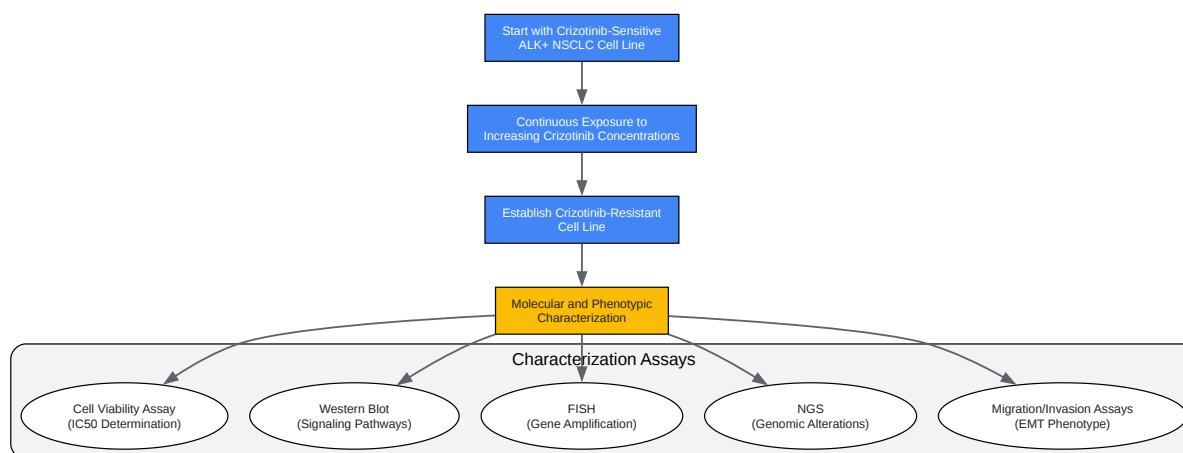 Start with Crizotinib-Sensitive
ALK+ NSCLC Cell Line
Continuous Exposure to
Increasing Crizotinib Concentrations
Establish Crizotinib-Resistant
Cell Line
Molecular and Phenotypic
Characterization
Characterization Assays
Cell Viability Assay
(IC50 Determination)
Western Blot
(Signaling Pathways)
FISH
(Gene Amplification)
NGS
(Genomic Alterations)
Migration/Invasion Assays
(EMT Phenotype)